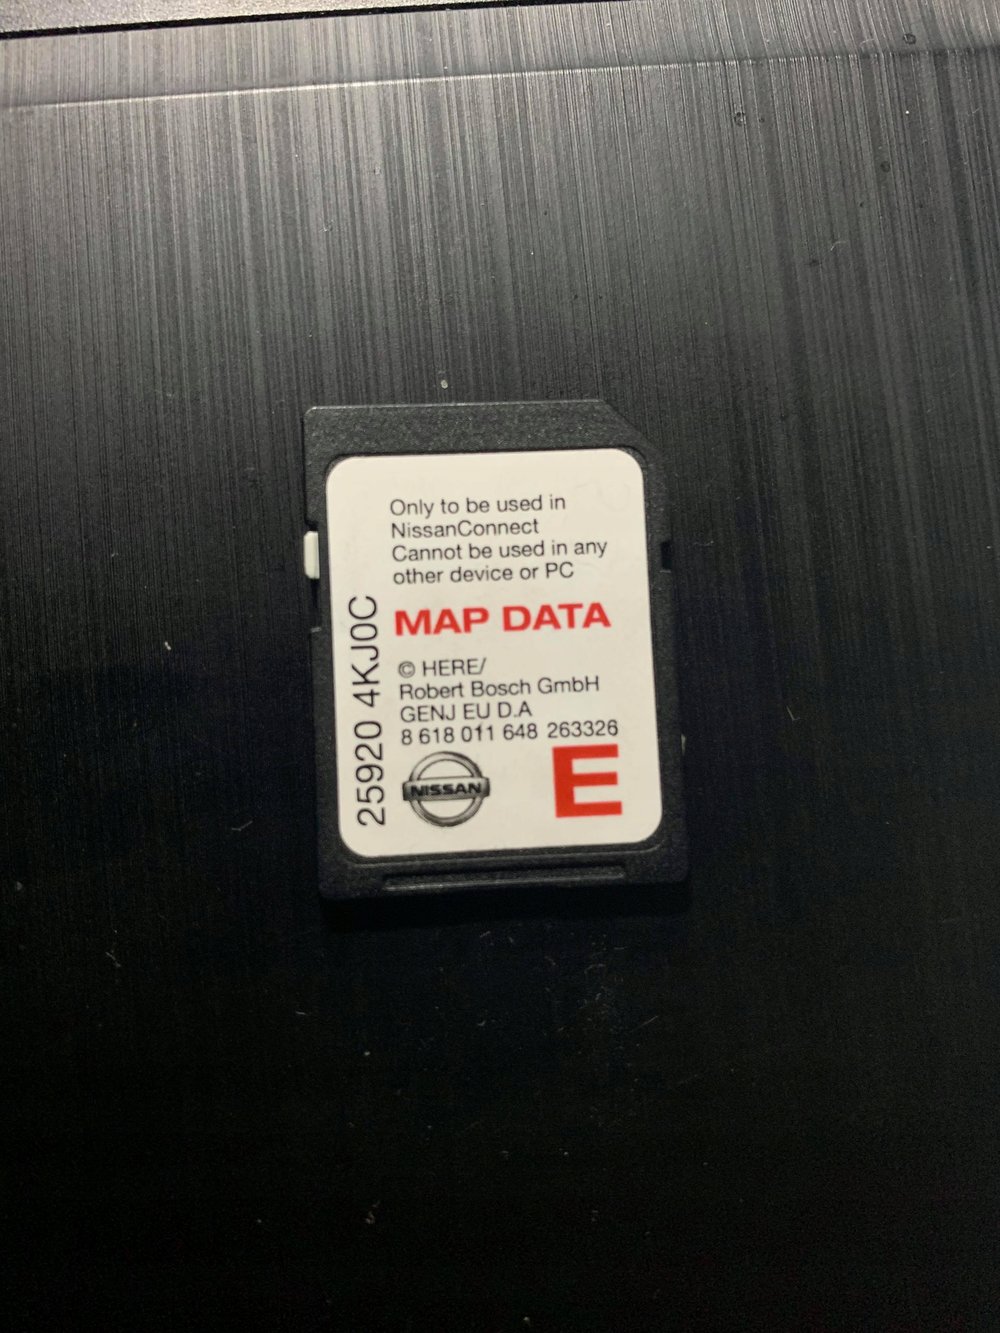 Only to be used in
NissanConnect
Cannot be used in any
other device or PC
MAP DATA
© HERE/
Robert Bosch GmbH
GENJ EU D.A
8 618 011 648 263326
NISSAN
E
25920 4KJ0C